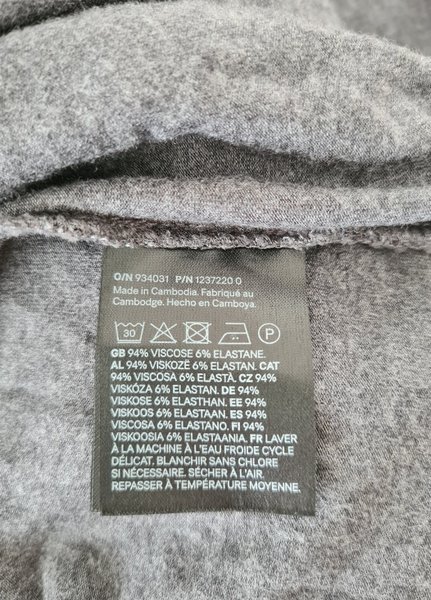 O/N 934031 P/N 1237220 0
Made in Cambodia. Fabriqué au
Cambodge. Hecho en Camboya.
30 P
GB 94% VISCOSE 6% ELASTANE.
AL 94% VISKOZË 6% ELASTAN. CAT
94% VISCOSA 6% ELASTÀ. CZ 94%
VISKÓZA 6% ELASTAN. DE 94%
VISKOSE 6% ELASTHAN. EE 94%
VISKOOS 6% ELASTAAN. ES 94%
VISCOSA 6% ELASTANO. FI 94%
VISKOOSIA 6% ELASTAANIA. FR LAVER
À LA MACHINE À L'EAU FROIDE CYCLE
DÉLICAT. BLANCHIR SANS CHLORE
SI NÉCESSAIRE. SÉCHER À L'AIR.
REPASSER À TEMPÉRATURE MOYENNE.